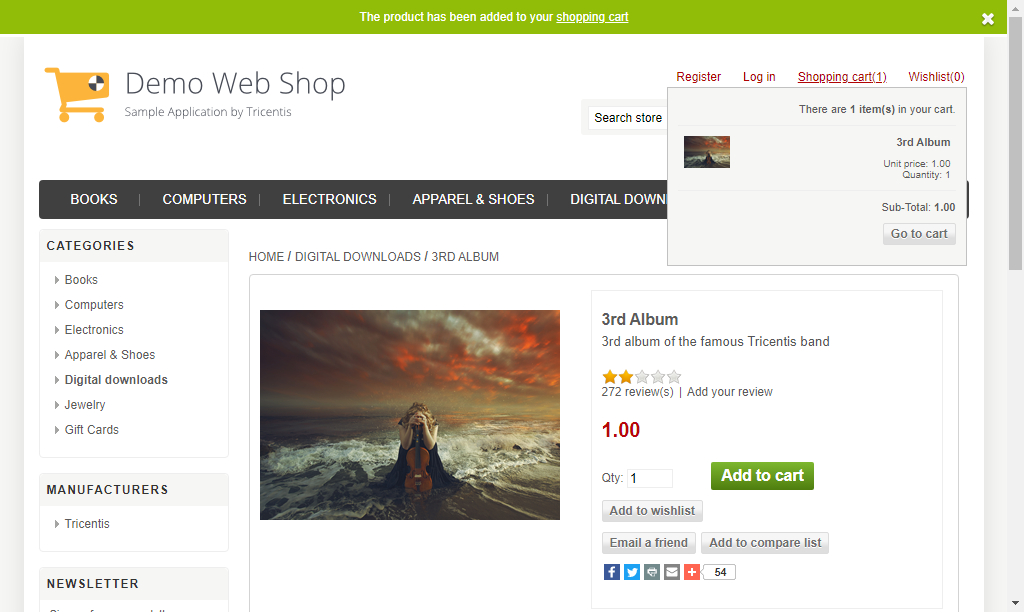 The product has been added to your shopping cart
Demo Web Shop
Sample Application by Tricentis
Register Log in Shopping cart(1) Wishlist(0)
Search store
There are 1 item(s) in your cart.
3rd Album
Unit price: 1.00
Quantity: 1
Sub-Total: 1.00
Go to cart
BOOKS COMPUTERS ELECTRONICS APPAREL & SHOES DIGITAL
CATEGORIES
Books
Computers
Electronics
Apparel & Shoes
Digital downloads
Jewelry
Gift Cards
MANUFACTURERS
Tricentis
NEWSLETTER
HOME / DIGITAL DOWNLOADS / 3RD ALBUM
3rd Album
3rd album of the famous Tricentis band
272 review(s) | Add your review
1.00
Qty: 1 Add to cart
Add to wishlist
Email a friend Add to compare list
54